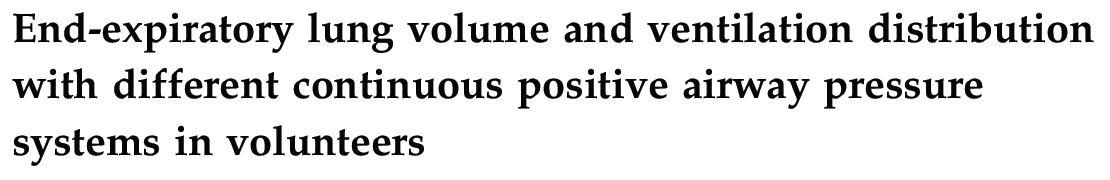 End-expiratory lung volume and ventilation distribution
with different continuous positive airway pressure
systems in volunteers